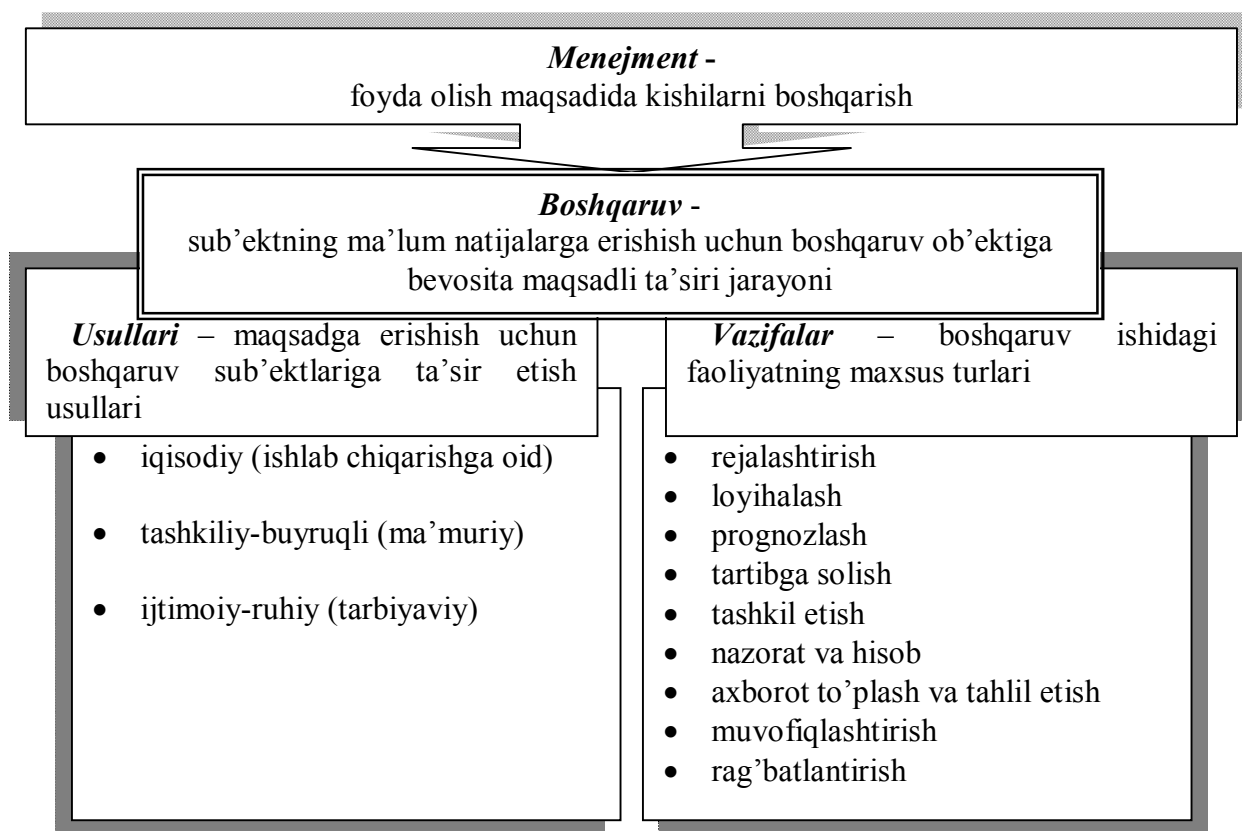 Menejment -
foyda olish maqsadida kishilarni boshqarish
Boshqaruv -
sub’ektning ma’lum natijalarga erishish uchun boshqaruv ob’ektiga
bevosita maqsadli ta’siri jarayoni
Usullari – maqsadga erishish uchun
boshqaruv sub’ektlariga ta’sir etish
usullari
• iqisodiy (ishlab chiqarishga oid)
• tashkiliy-buyruqli (ma’muriy)
• ijtimoiy-ruhiy (tarbiyaviy)
Vazifalar – boshqaruv ishidagi
faoliyatning maxsus turlari
• rejalashtirish
• loyihalash
• prognozlash
• tartibga solish
• tashkil etish
• nazorat va hisob
• axborot to’plash va tahlil etish
• muvofiqlashtirish
• rag’batlantirish